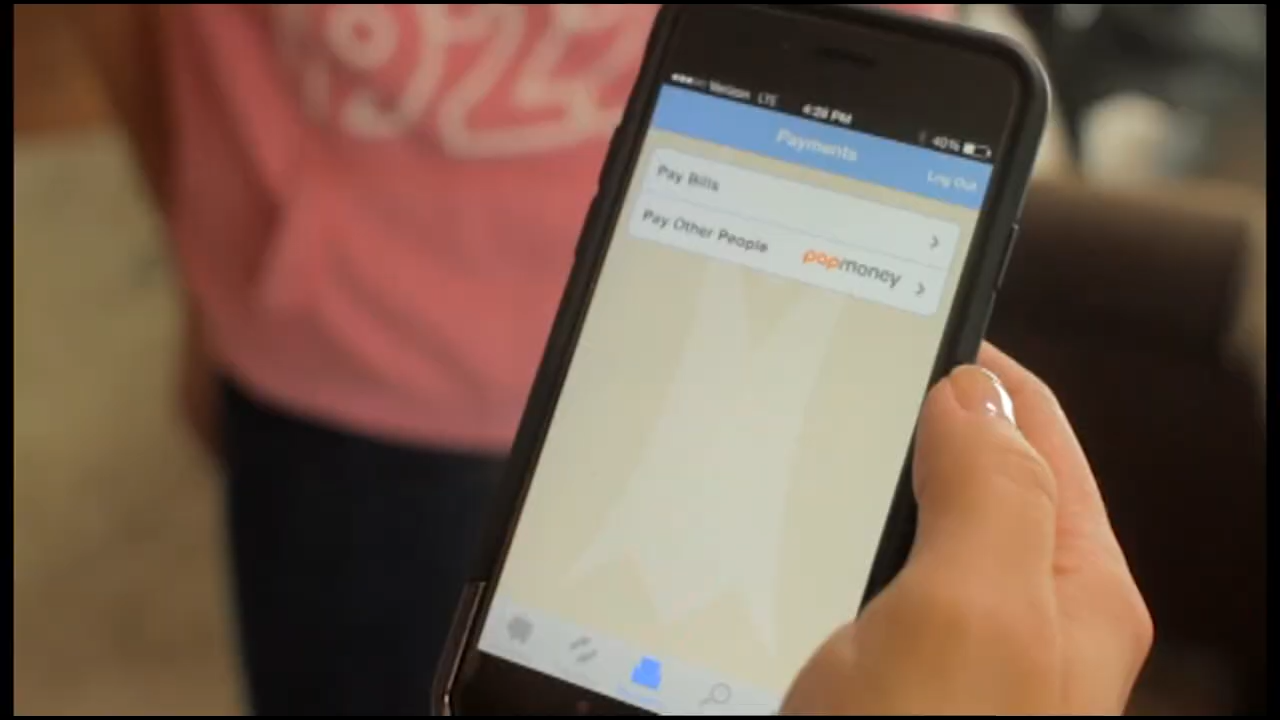 Verizon LTE 4:28 PM 40%
Payments
Log Out
Pay Bills
Pay Other People popmoney